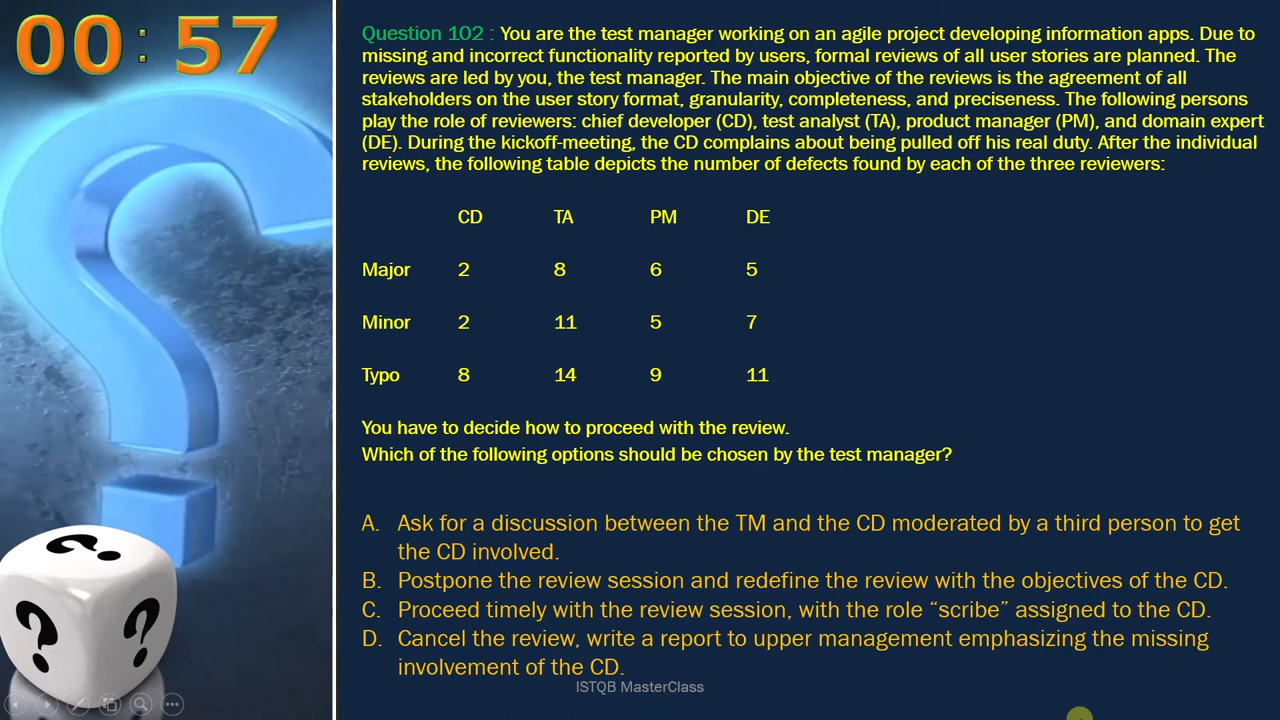 00:57
Question 102 : You are the test manager working on an agile project developing information apps. Due to
missing and incorrect functionality reported by users, formal reviews of all user stories are planned. The
reviews are led by you, the test manager. The main objective of the reviews is the agreement of all
stakeholders on the user story format, granularity, completeness, and preciseness. The following persons
play the role of reviewers: chief developer (CD), test analyst (TA), product manager (PM), and domain expert
(DE). During the kickoff-meeting, the CD complains about being pulled off his real duty. After the individual
reviews, the following table depicts the number of defects found by each of the three reviewers:
CD TA PM DE
Major 2 8 6 5
Minor 2 11 5 7
Typo 8 14 9 11
You have to decide how to proceed with the review.
Which of the following options should be chosen by the test manager?
A. Ask for a discussion between the TM and the CD moderated by a third person to get
the CD involved.
B. Postpone the review session and redefine the review with the objectives of the CD.
C. Proceed timely with the review session, with the role “scribe” assigned to the CD.
D. Cancel the review, write a report to upper management emphasizing the missing
involvement of the CD.
ISTQB MasterClass